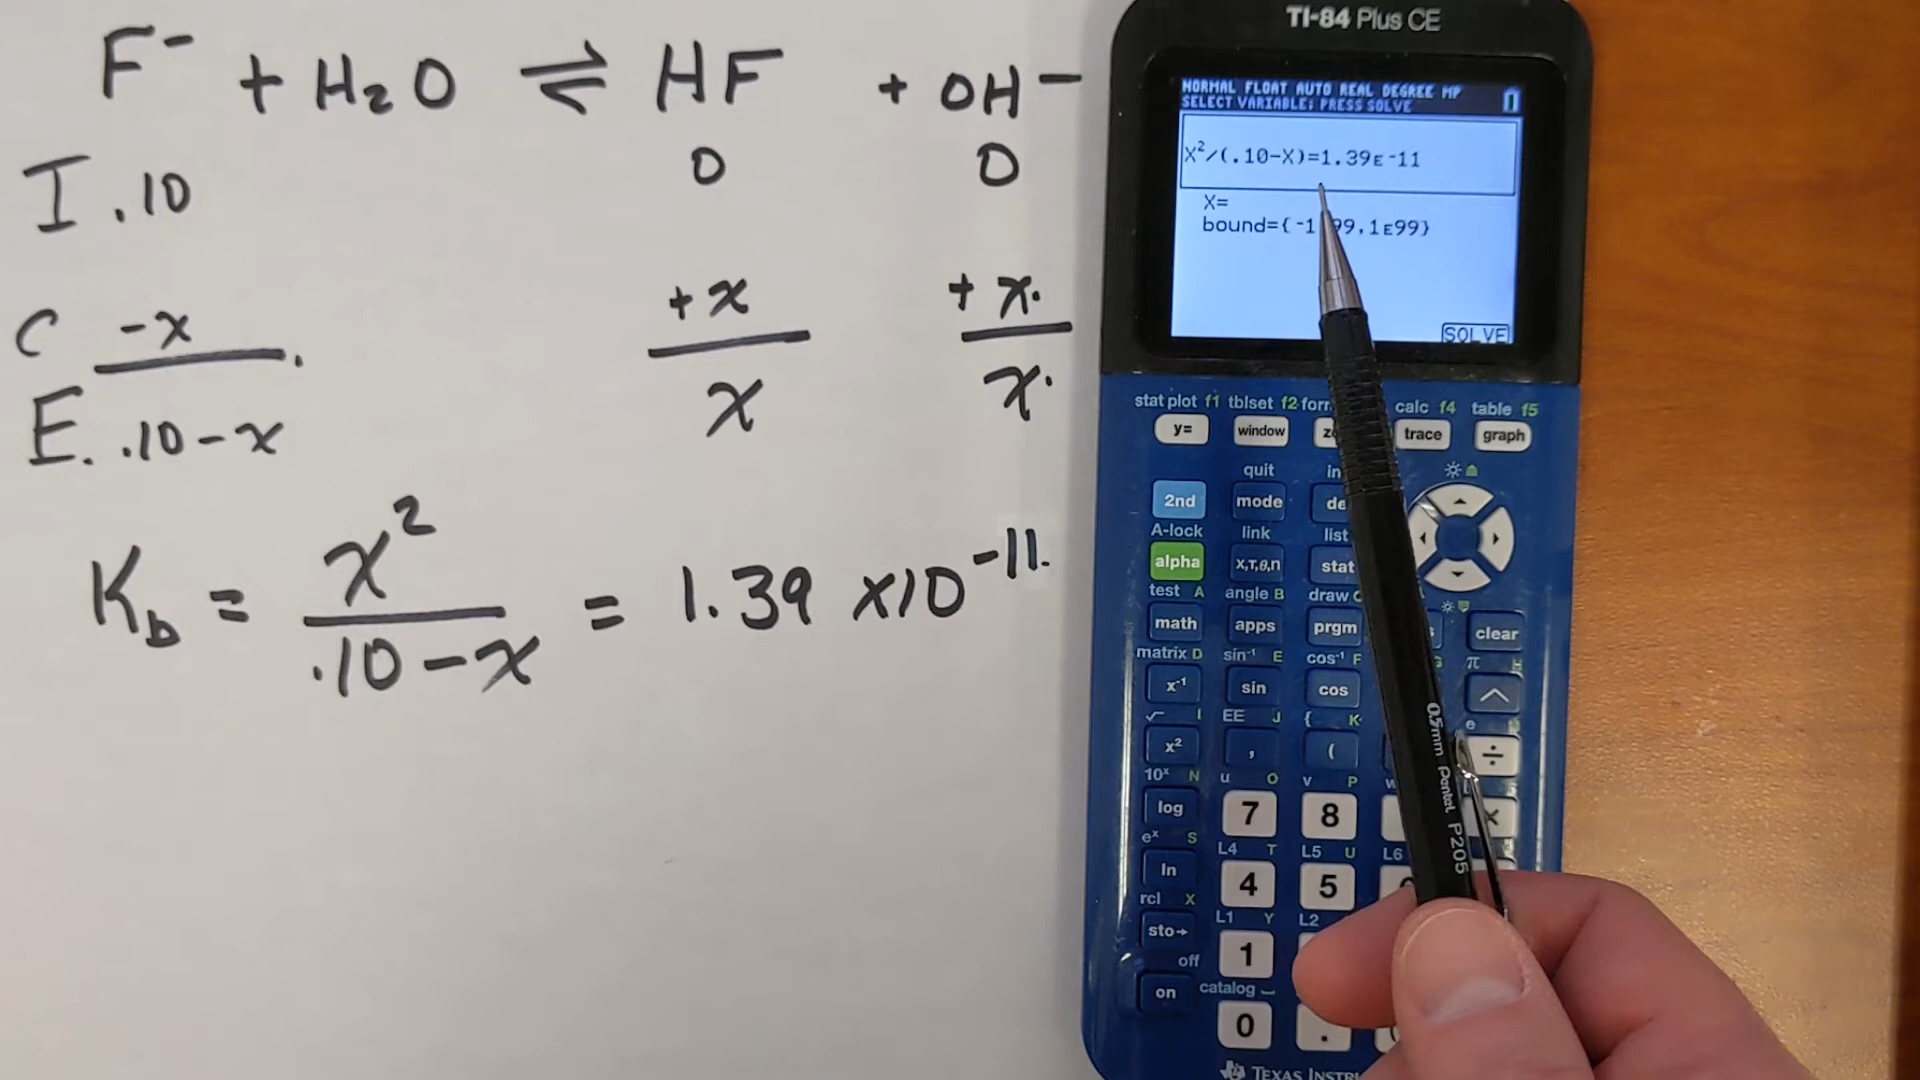 F⁻ + H₂O ⇌ HF + OH⁻
I .10 0 0
C -x +x +x.
E. .10-x x x.
K_b = x²/(.10-x) = 1.39 x10⁻¹¹.
TI-84 Plus CE
NORMAL FLOAT AUTO REAL DEGREE MP
SELECT VARIABLE; PRESS SOLVE
X²/(.10-X)=1.39E-11
X=
bound={-1 99,1E99}
SOLVE
stat plot f1 tblset f2 calc f4 table f5
y= window trace graph
quit
2nd mode
A-lock link list
alpha X,T,θ,n stat
test A angle B draw
math apps prgm clear
matrix D sin⁻¹ E cos⁻¹ F π H
x⁻¹ sin cos ^
√ I EE J { K e
x² , ( ÷
10ˣ N u O v P w
log 7 8 ×
eˣ S L4 T L5 U L6
ln 4 5
rcl X L1 Y L2
sto→ 1
off catalog
on 0 .
TEXAS
0.5mm Pentel P205